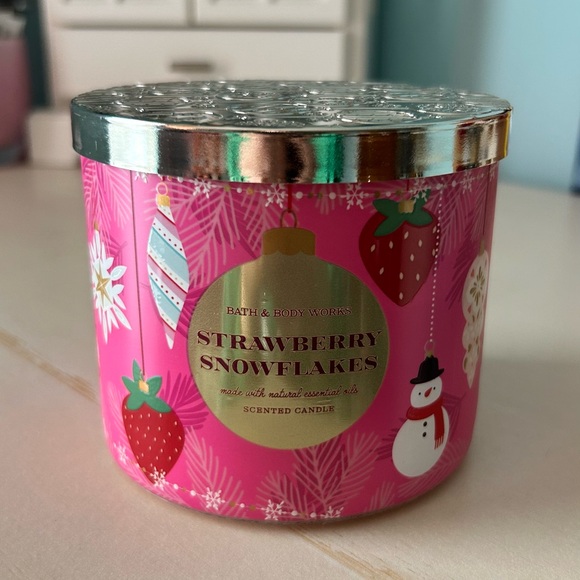 BATH & BODY WORKS
STRAWBERRY
SNOWFLAKES
made with natural essential oils
SCENTED CANDLE